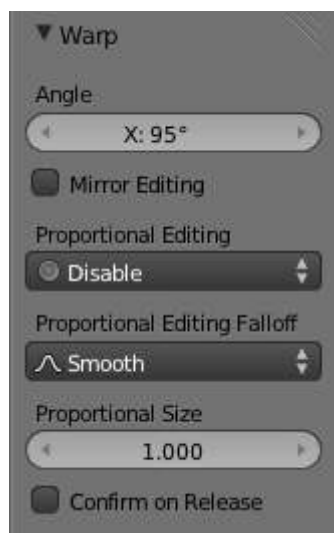 Warp
Angle
X: 95°
Mirror Editing
Proportional Editing
Disable
Proportional Editing Falloff
Smooth
Proportional Size
1.000
Confirm on Release